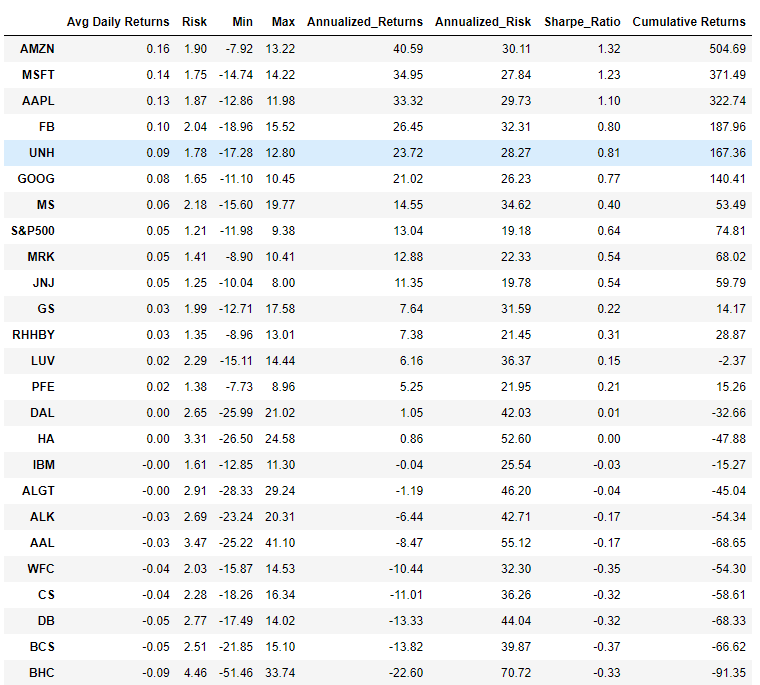 Avg Daily Returns Risk Min Max Annualized_Returns Annualized_Risk Sharpe_Ratio Cumulative Returns
AMZN 0.16 1.90 -7.92 13.22 40.59 30.11 1.32 504.69
MSFT 0.14 1.75 -14.74 14.22 34.95 27.84 1.23 371.49
AAPL 0.13 1.87 -12.86 11.98 33.32 29.73 1.10 322.74
FB 0.10 2.04 -18.96 15.52 26.45 32.31 0.80 187.96
UNH 0.09 1.78 -17.28 12.80 23.72 28.27 0.81 167.36
GOOG 0.08 1.65 -11.10 10.45 21.02 26.23 0.77 140.41
MS 0.06 2.18 -15.60 19.77 14.55 34.62 0.40 53.49
S&P500 0.05 1.21 -11.98 9.38 13.04 19.18 0.64 74.81
MRK 0.05 1.41 -8.90 10.41 12.88 22.33 0.54 68.02
JNJ 0.05 1.25 -10.04 8.00 11.35 19.78 0.54 59.79
GS 0.03 1.99 -12.71 17.58 7.64 31.59 0.22 14.17
RHHBY 0.03 1.35 -8.96 13.01 7.38 21.45 0.31 28.87
LUV 0.02 2.29 -15.11 14.44 6.16 36.37 0.15 -2.37
PFE 0.02 1.38 -7.73 8.96 5.25 21.95 0.21 15.26
DAL 0.00 2.65 -25.99 21.02 1.05 42.03 0.01 -32.66
HA 0.00 3.31 -26.50 24.58 0.86 52.60 0.00 -47.88
IBM -0.00 1.61 -12.85 11.30 -0.04 25.54 -0.03 -15.27
ALGT -0.00 2.91 -28.33 29.24 -1.19 46.20 -0.04 -45.04
ALK -0.03 2.69 -23.24 20.31 -6.44 42.71 -0.17 -54.34
AAL -0.03 3.47 -25.22 41.10 -8.47 55.12 -0.17 -68.65
WFC -0.04 2.03 -15.87 14.53 -10.44 32.30 -0.35 -54.30
CS -0.04 2.28 -18.26 16.34 -11.01 36.26 -0.32 -58.61
DB -0.05 2.77 -17.49 14.02 -13.33 44.04 -0.32 -68.33
BCS -0.05 2.51 -21.85 15.10 -13.82 39.87 -0.37 -66.62
BHC -0.09 4.46 -51.46 33.74 -22.60 70.72 -0.33 -91.35